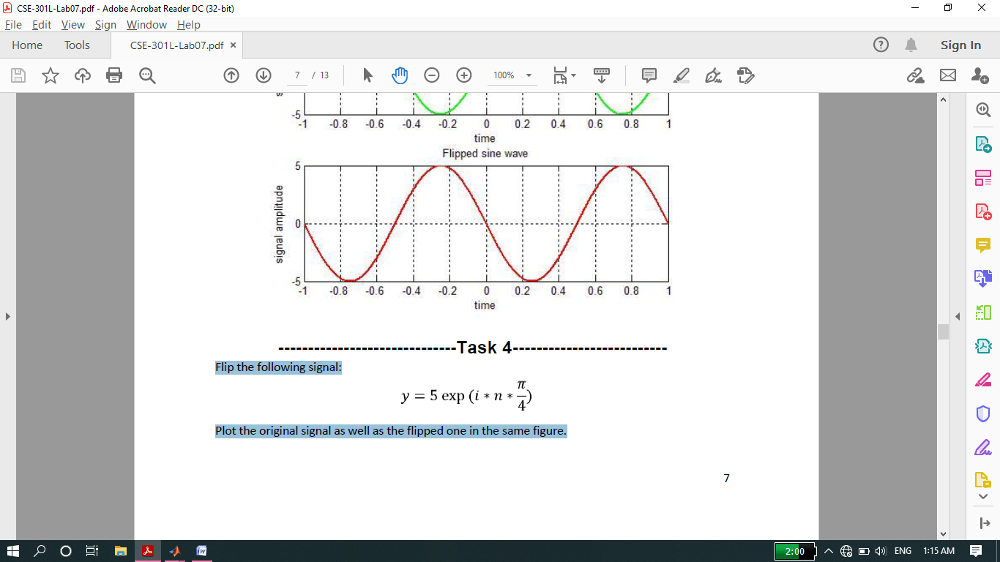 CSE-301L-Lab07.pdf - Adobe Acrobat Reader DC (32-bit)
File Edit View Sign Window Help
Home Tools CSE-301L-Lab07.pdf × Sign In
7 / 13 100%
-5
-1 -0.8 -0.6 -0.4 -0.2 0 0.2 0.4 0.6 0.8 1
time
Flipped sine wave
5
signal amplitude
0
-5
-1 -0.8 -0.6 -0.4 -0.2 0 0.2 0.4 0.6 0.8 1
time
------------------------------Task 4--------------------------
Flip the following signal:
y = 5 exp (i ∗ n ∗ π/4)
Plot the original signal as well as the flipped one in the same figure.
7
2:00 ENG 1:15 AM